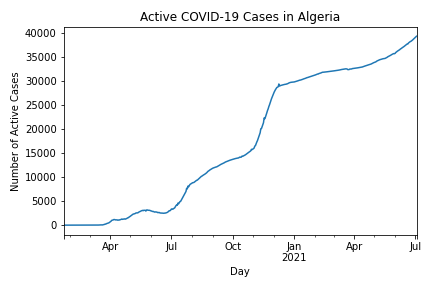 Active COVID-19 Cases in Algeria
40000
35000
30000
25000
20000
15000
10000
5000
0
Number of Active Cases
Apr
Jul
Oct
Jan
2021
Apr
Jul
Day